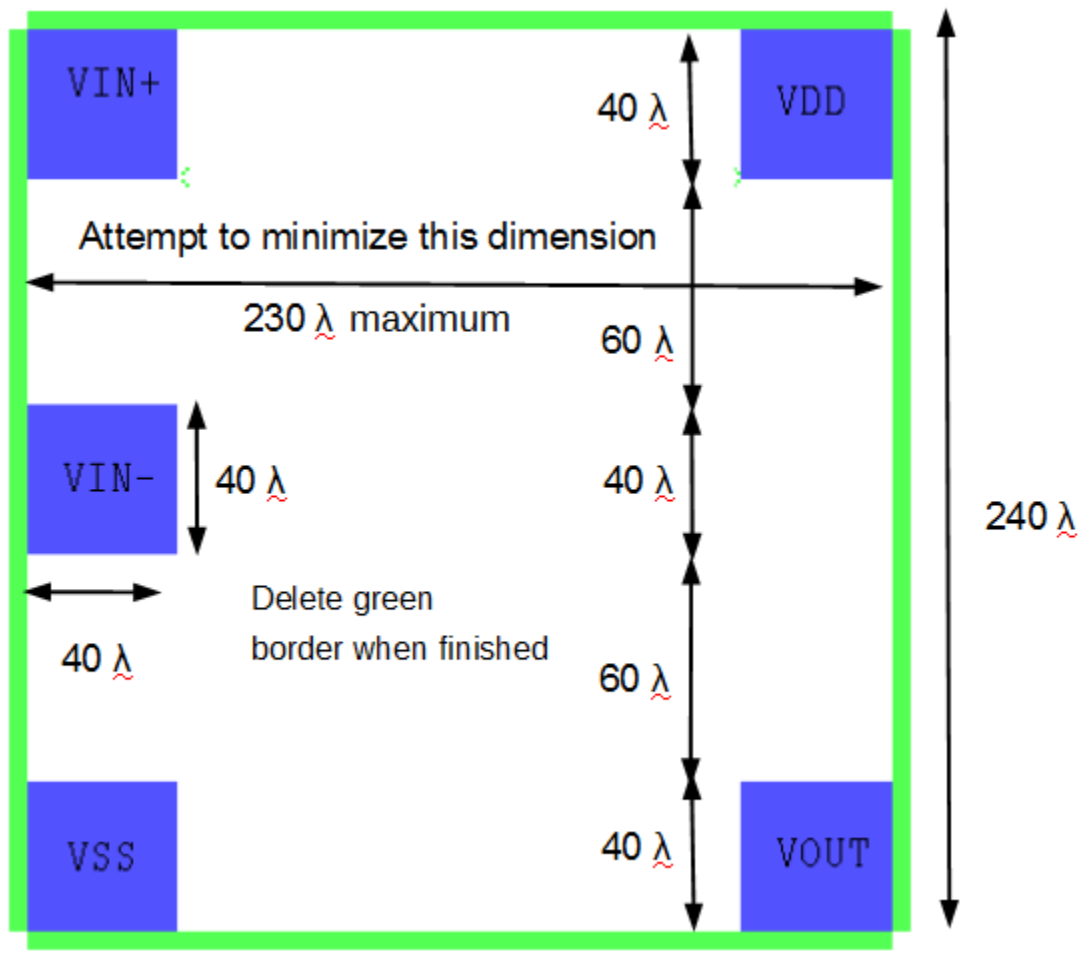 VIN+
40 λ
VDD
Attempt to minimize this dimension
230 λ maximum
60 λ
VIN-
40 λ
40 λ
240 λ
40 λ
Delete green
border when finished
60 λ
VSS
40 λ
VOUT